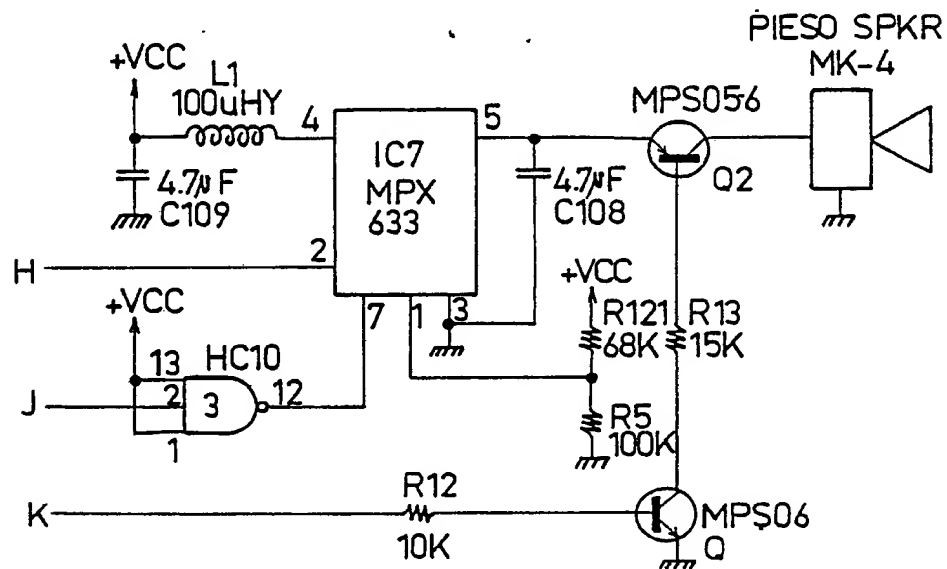 PIESO SPKR
MK-4
+VCC
L1
100uHY
4
5
MPS056
Q2
IC7
MPX
633
4.7µF
C109
4.7µF
C108
H
2
7
1
3
+VCC
R121
68K
R13
15K
+VCC
HC10
13
2
1
3
12
J
R5
100K
K
R12
10K
MPS06
Q